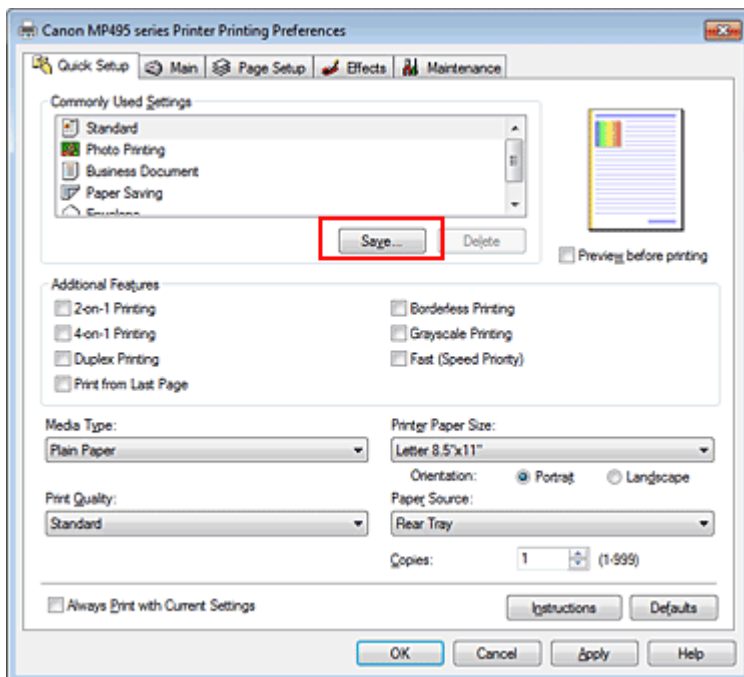 Canon MP495 series Printer Printing Preferences
Quick Setup Main Page Setup Effects Maintenance
Commonly Used Settings
Standard
Photo Printing
Business Document
Paper Saving
Envelope
Save... Delete
Preview before printing
Additional Features
2-on-1 Printing Borderless Printing
4-on-1 Printing Grayscale Printing
Duplex Printing Fast (Speed Priority)
Print from Last Page
Media Type: Printer Paper Size:
Plain Paper Letter 8.5"x11"
Orientation: Portrait Landscape
Print Quality: Paper Source:
Standard Rear Tray
Copies: 1 (1-999)
Always Print with Current Settings Instructions Defaults
OK Cancel Apply Help